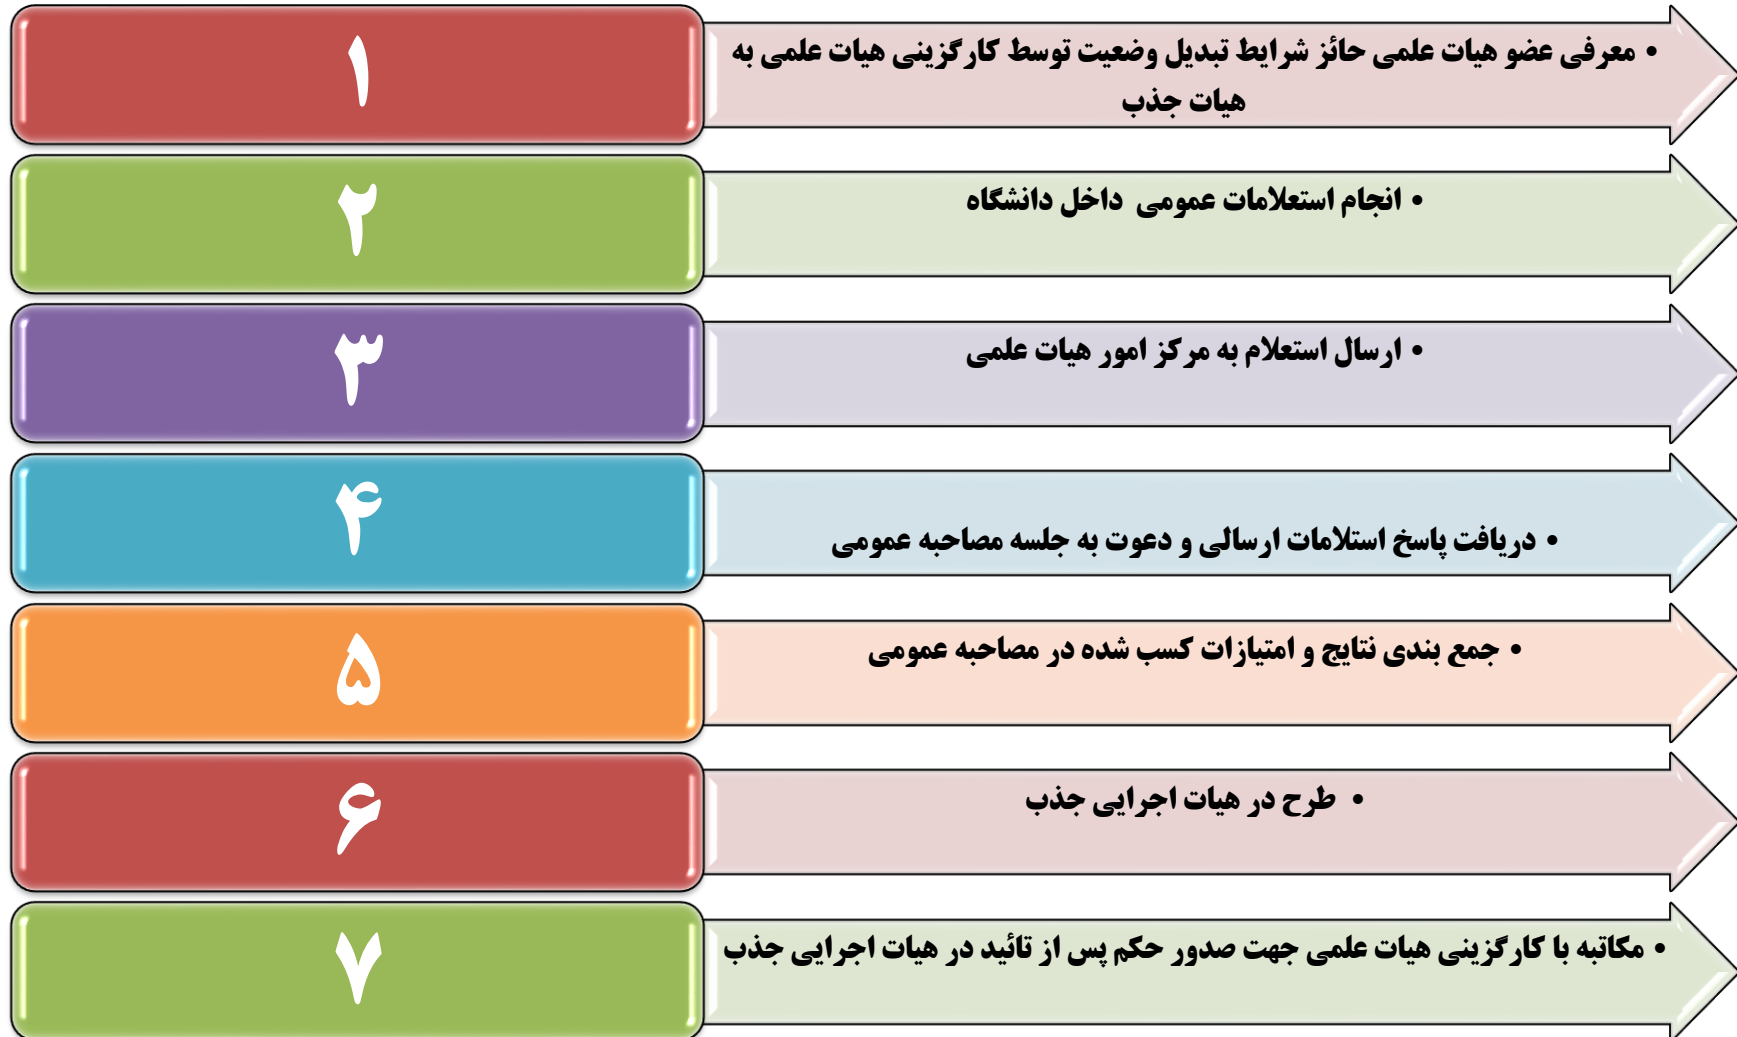 ۱
• معرفی عضو هیات علمی حائز شرایط تبدیل وضعیت توسط کارگزینی هیات علمی به
هیات جذب
۲
• انجام استعلامات عمومی داخل دانشگاه
۳
• ارسال استعلام به مرکز امور هیات علمی
۴
• دریافت پاسخ استلامات ارسالی و دعوت به جلسه مصاحبه عمومی
۵
• جمع بندی نتایج و امتیازات کسب شده در مصاحبه عمومی
۶
• طرح در هیات اجرایی جذب
۷
• مکاتبه با کارگزینی هیات علمی جهت صدور حکم پس از تائید در هیات اجرایی جذب